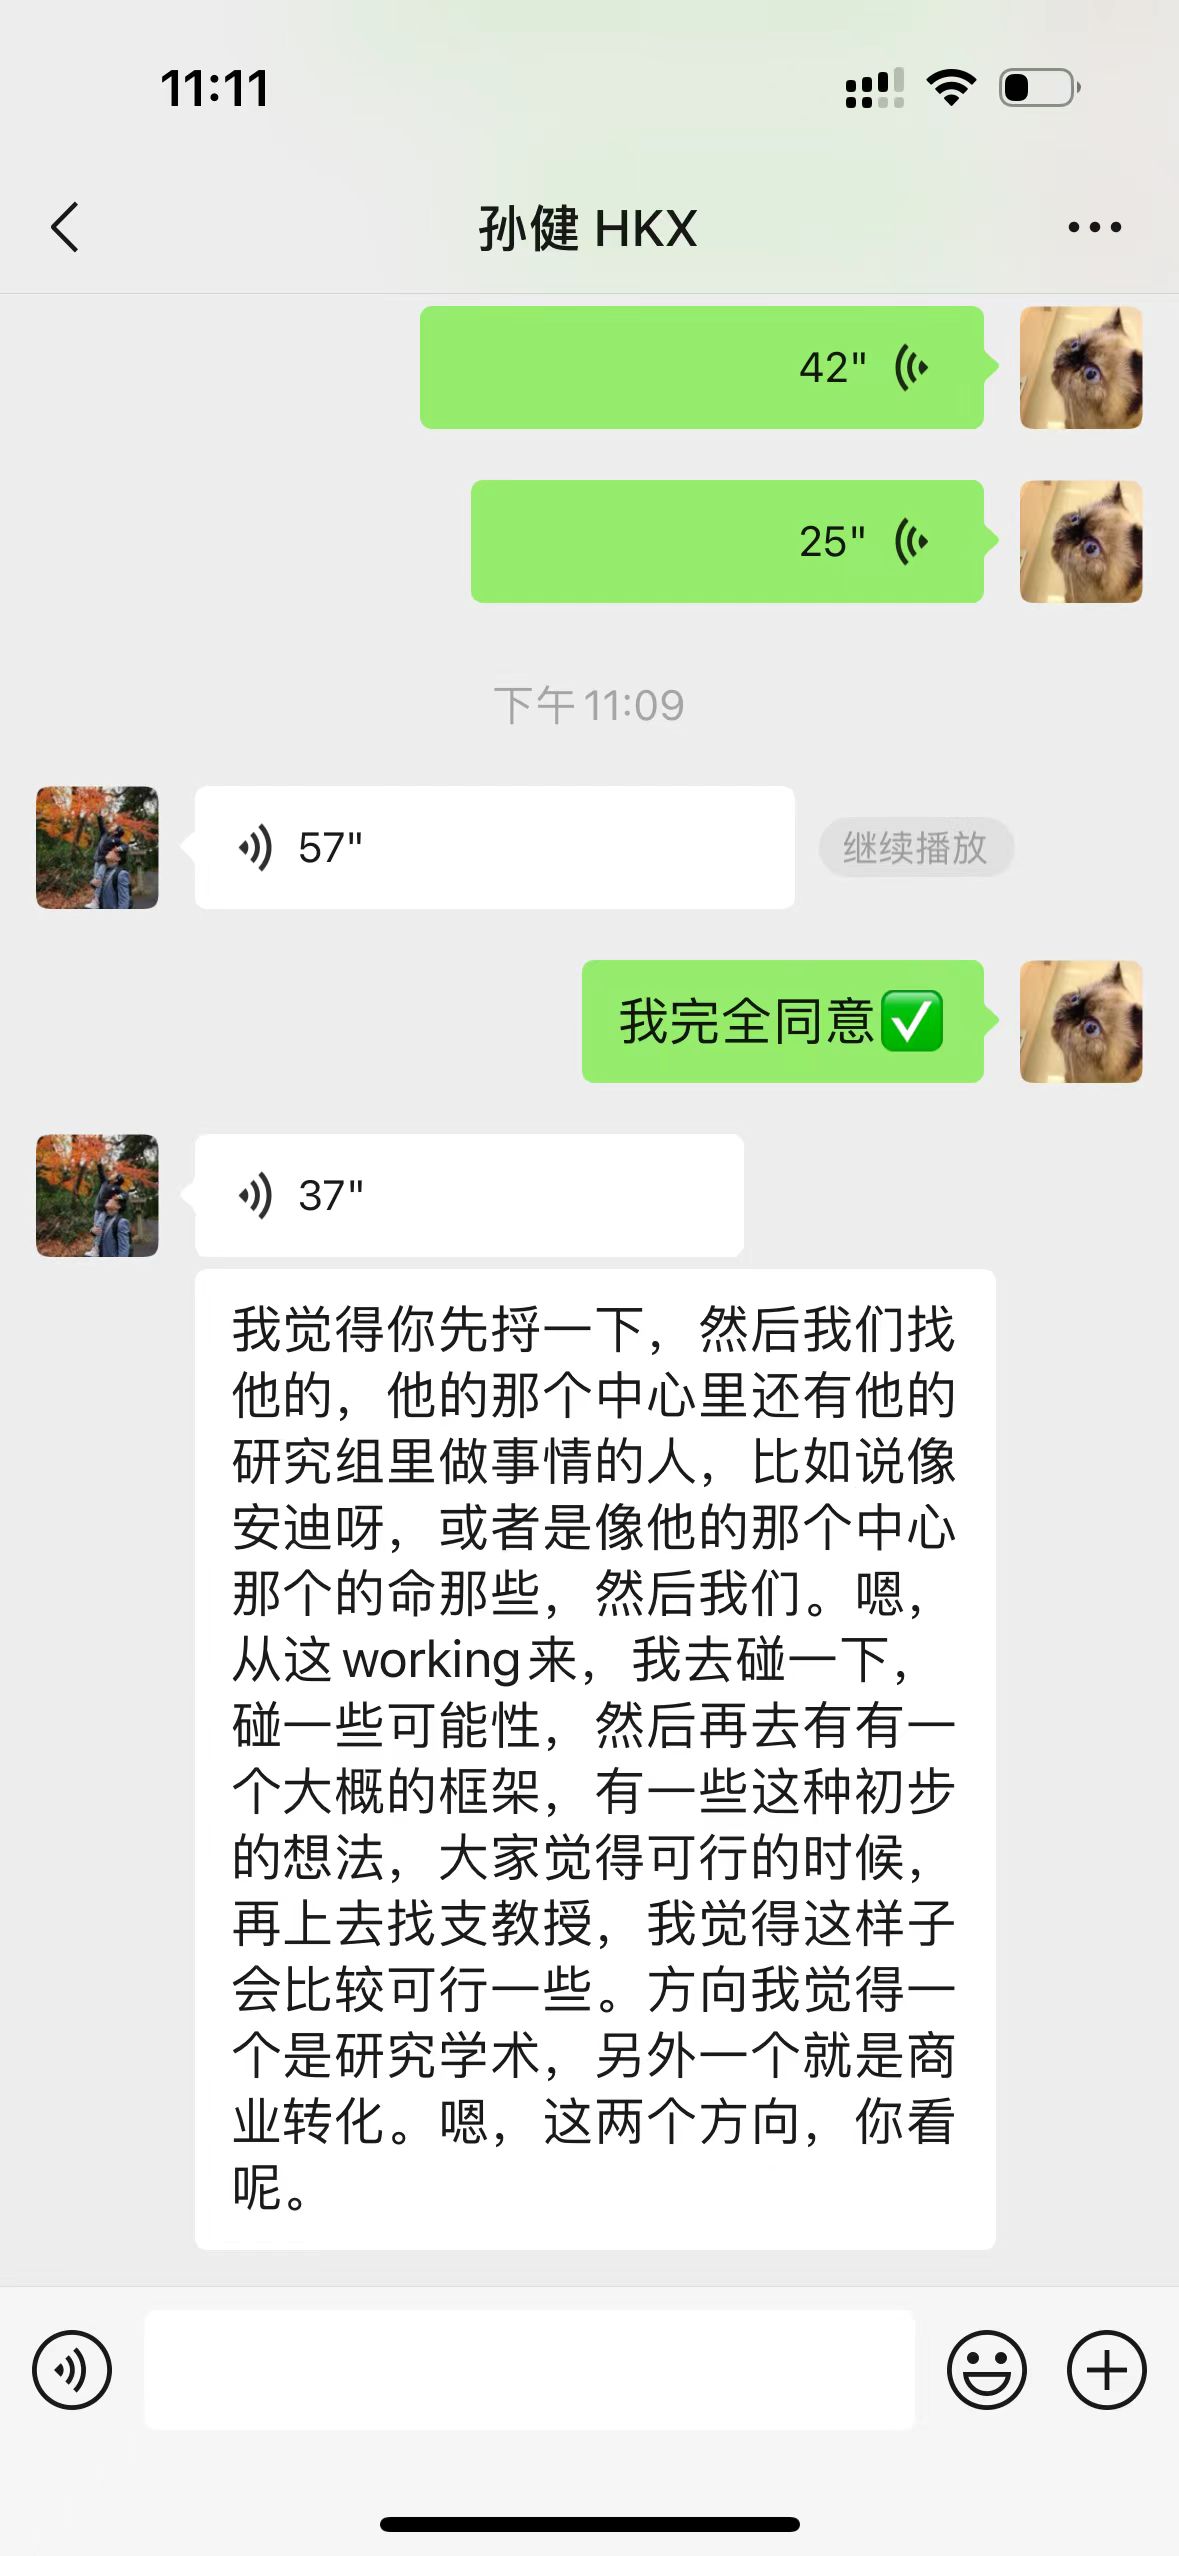 11:11
孙健 HKX
42"
25"
下午 11:09
57"
继续播放
我完全同意✅
37"
我觉得你先捋一下，然后我们找
他的，他的那个中心里还有他的
研究组里做事情的人，比如说像
安迪呀，或者是像他的那个中心
那个的命那些，然后我们。嗯，
从这working来，我去碰一下，
碰一些可能性，然后再去有有一
个大概的框架，有一些这种初步
的想法，大家觉得可行的时候，
再上去找支教授，我觉得这样子
会比较可行一些。方向我觉得一
个是研究学术，另外一个就是商
业转化。嗯，这两个方向，你看
呢。